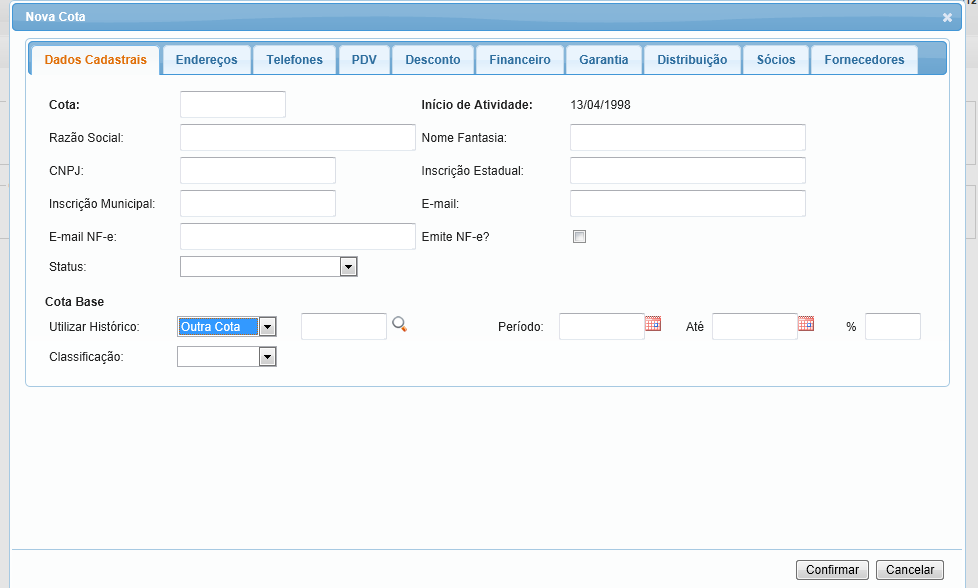 Nova Cota
Dados Cadastrais Endereços Telefones PDV Desconto Financeiro Garantia Distribuição Sócios Fornecedores
Cota: Início de Atividade: 13/04/1998
Razão Social: Nome Fantasia:
CNPJ: Inscrição Estadual:
Inscrição Municipal: E-mail:
E-mail NF-e: Emite NF-e?
Status:
Cota Base
Utilizar Histórico: Outra Cota Período: Até %
Classificação:
Confirmar Cancelar